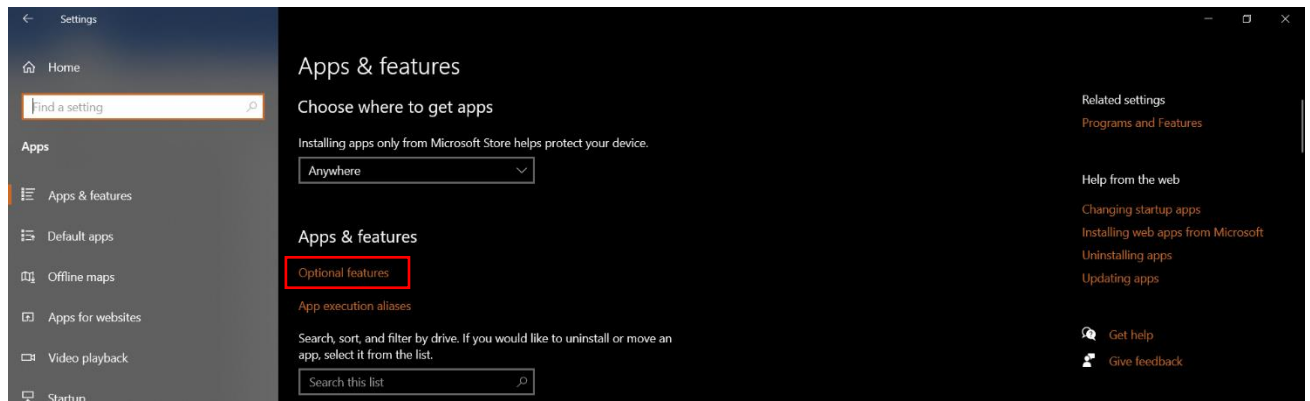 Settings
Home
Find a setting
Apps
Apps & features
Default apps
Offline maps
Apps for websites
Video playback
Startup
Apps & features
Choose where to get apps
Installing apps only from Microsoft Store helps protect your device.
Anywhere
Apps & features
Optional features
App execution aliases
Search, sort, and filter by drive. If you would like to uninstall or move an
app, select it from the list.
Search this list
Related settings
Programs and Features
Help from the web
Changing startup apps
Installing web apps from Microsoft
Uninstalling apps
Updating apps
Get help
Give feedback